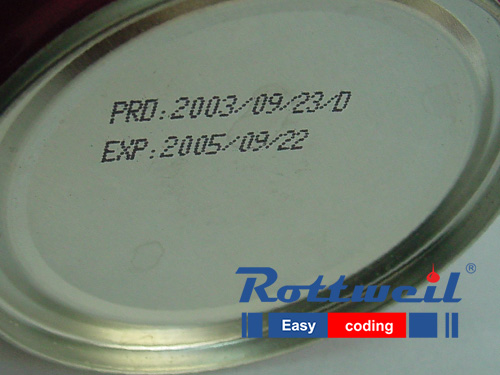 PRD:2003/09/23/D
EXP:2005/09/22
Rottweil®
Easy coding